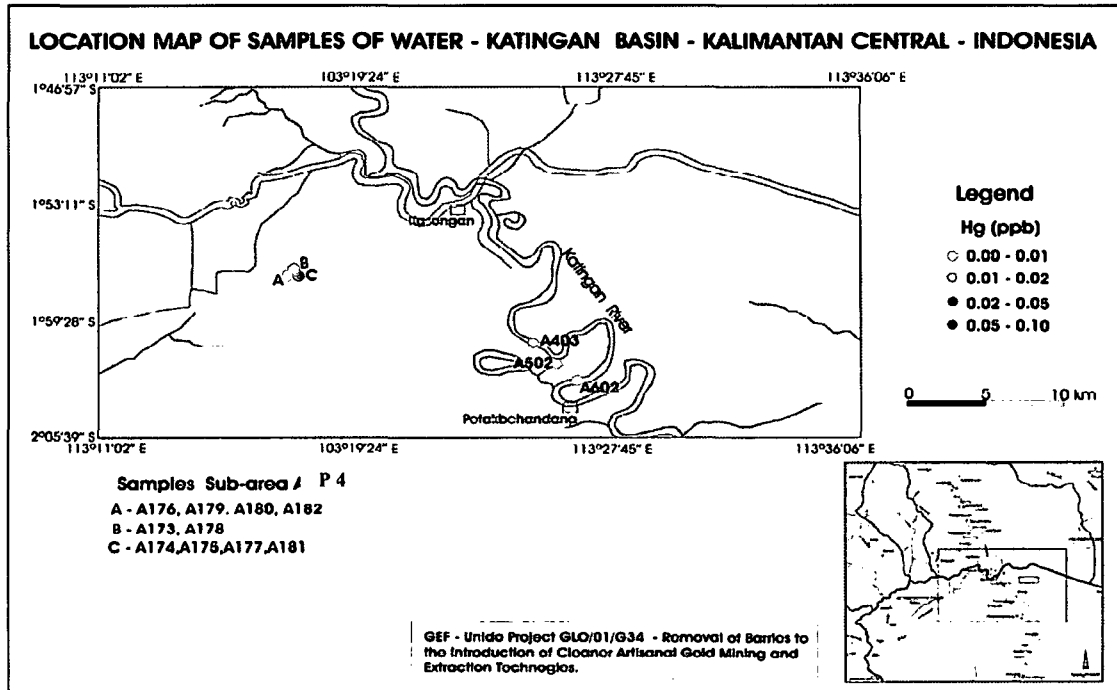 LOCATION MAP OF SAMPLES OF WATER - KATINGAN BASIN - KALIMANTAN CENTRAL - INDONESIA
113°11'02" E 103°19'24" E 113°27'45" E 113°36'06" E
1°46'57" S
1°53'11" S
1°59'28" S
2°05'39" S
Katingan River
B
A C
A403
A502
A602
113°11'02" E 103°19'24" E 113°27'45" E 113°36'06" E
Legend
Hg (ppb)
0.00 - 0.01
0.01 - 0.02
0.02 - 0.05
0.05 - 0.10
0 5 10 km
Samples Sub-area A P 4
A - A176, A179. A180, A182
B - A173, A178
C - A174,A175,A177,A181
GEF - Unido Project GLO/01/G34 - Romoval of Barrios to
the Introduction of Cloanor Artisanal Gold Mining and
Extraction Tochnogios.